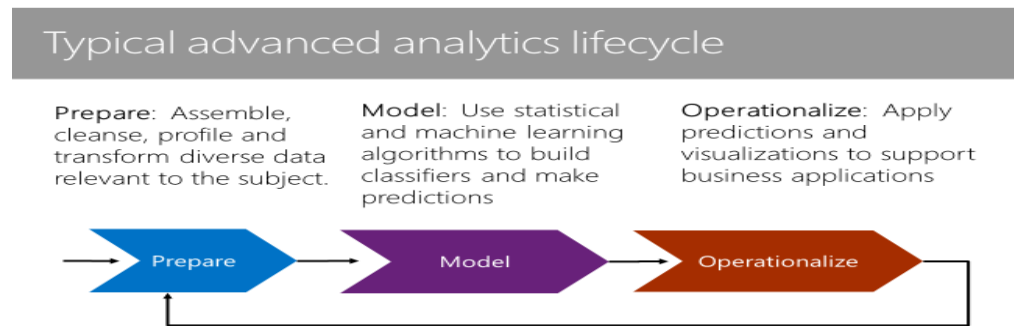 Typical advanced analytics lifecycle
Prepare: Assemble,
cleanse, profile and
transform diverse data
relevant to the subject.
Model: Use statistical
and machine learning
algorithms to build
classifiers and make
predictions
Operationalize: Apply
predictions and
visualizations to support
business applications
Prepare
Model
Operationalize